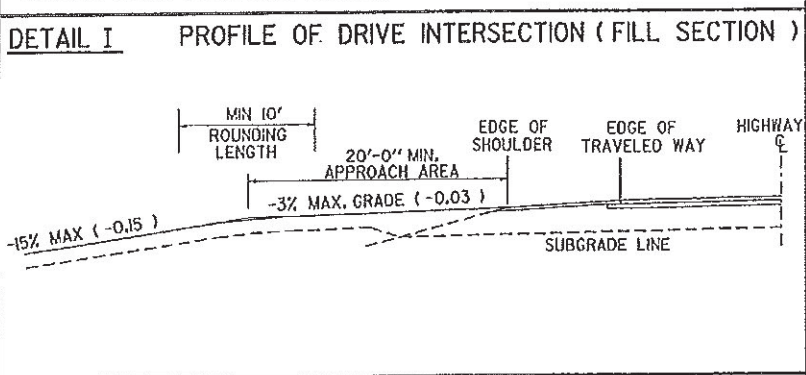 DETAIL I PROFILE OF DRIVE INTERSECTION ( FILL SECTION )
MIN 10'
ROUNDING
LENGTH
20'-0" MIN.
APPROACH AREA
EDGE OF
SHOULDER
EDGE OF
TRAVELED WAY
HIGHWAY
℄
-3% MAX. GRADE ( -0.03 )
-15% MAX ( -0.15 )
SUBGRADE LINE